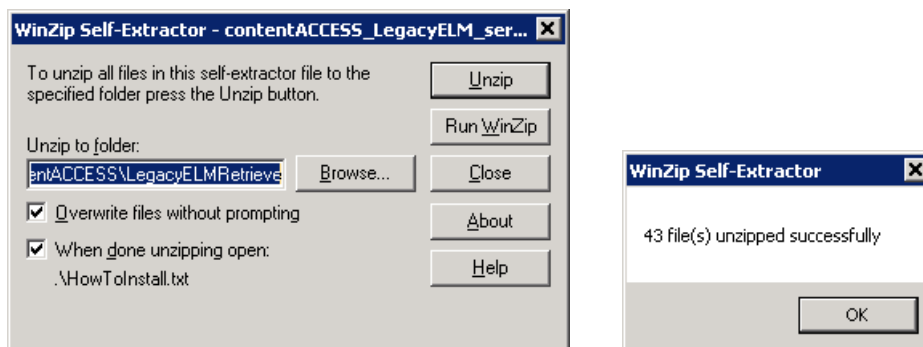 WinZip Self-Extractor - contentACCESS_LegacyELM_ser...
To unzip all files in this self-extractor file to the
specified folder press the Unzip button.
Unzip to folder:
entACCESS\LegacyELMRetrieve
Browse...
Overwrite files without prompting
When done unzipping open:
.\HowToInstall.txt
Unzip
Run WinZip
Close
About
Help
WinZip Self-Extractor
43 file(s) unzipped successfully
OK